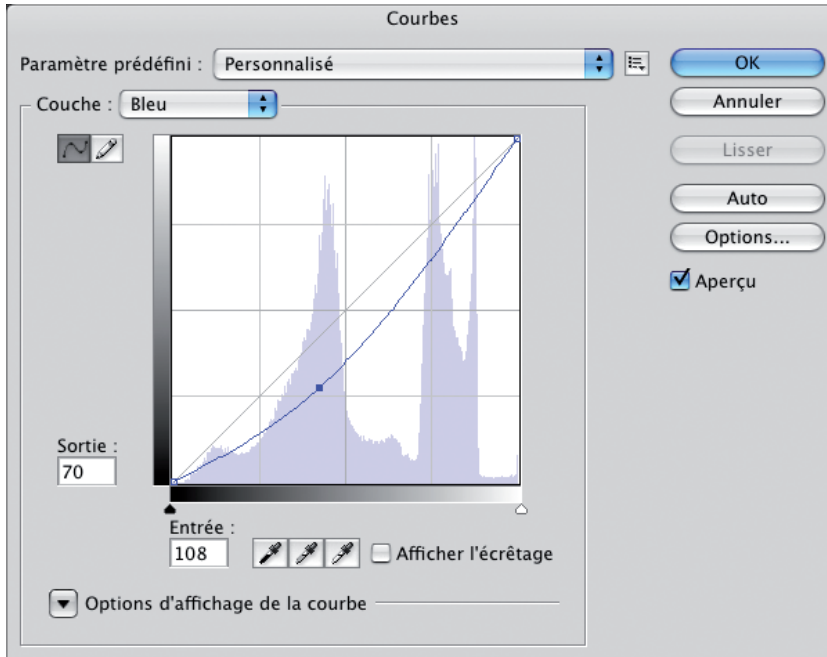 Courbes
Paramètre prédéfini : Personnalisé
OK
Couche : Bleu
Annuler
Lisser
Auto
Options...
Aperçu
Sortie :
70
Entrée :
108
Afficher l'écrêtage
Options d'affichage de la courbe